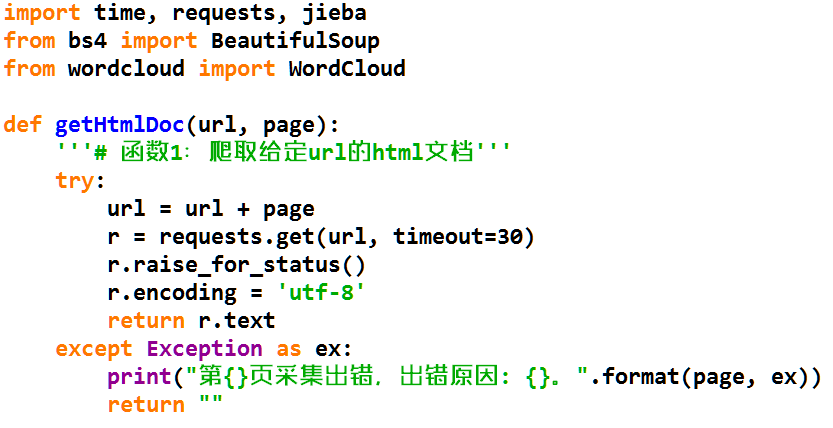 import time, requests, jieba
from bs4 import BeautifulSoup
from wordcloud import WordCloud

def getHtmlDoc(url, page):
    '''# 函数1：爬取给定url的html文档'''
    try:
        url = url + page
        r = requests.get(url, timeout=30)
        r.raise_for_status()
        r.encoding = 'utf-8'
        return r.text
    except Exception as ex:
        print("第{}页采集出错，出错原因：{}。".format(page, ex))
        return ""